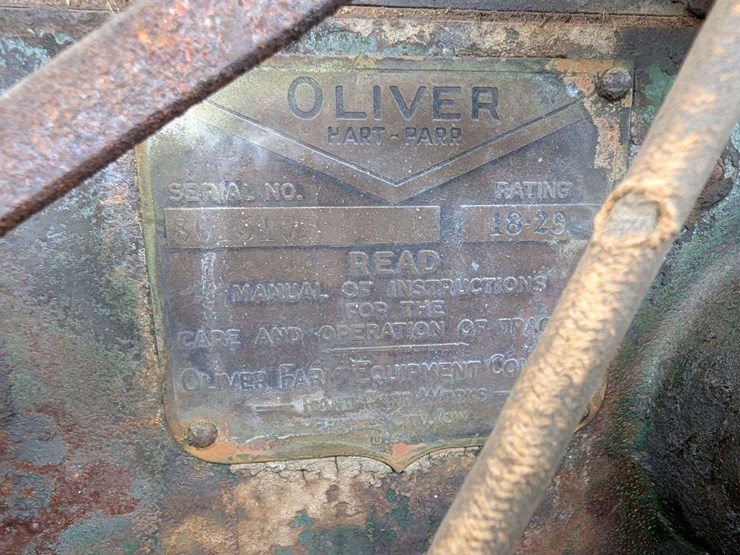 OLIVER
HART-PARR
SERIAL NO. RATING
18-28
READ
MANUAL OF INSTRUCTIONS
FOR THE
CARE AND OPERATION OF
OLIVER FARM EQUIPMENT
WORKS